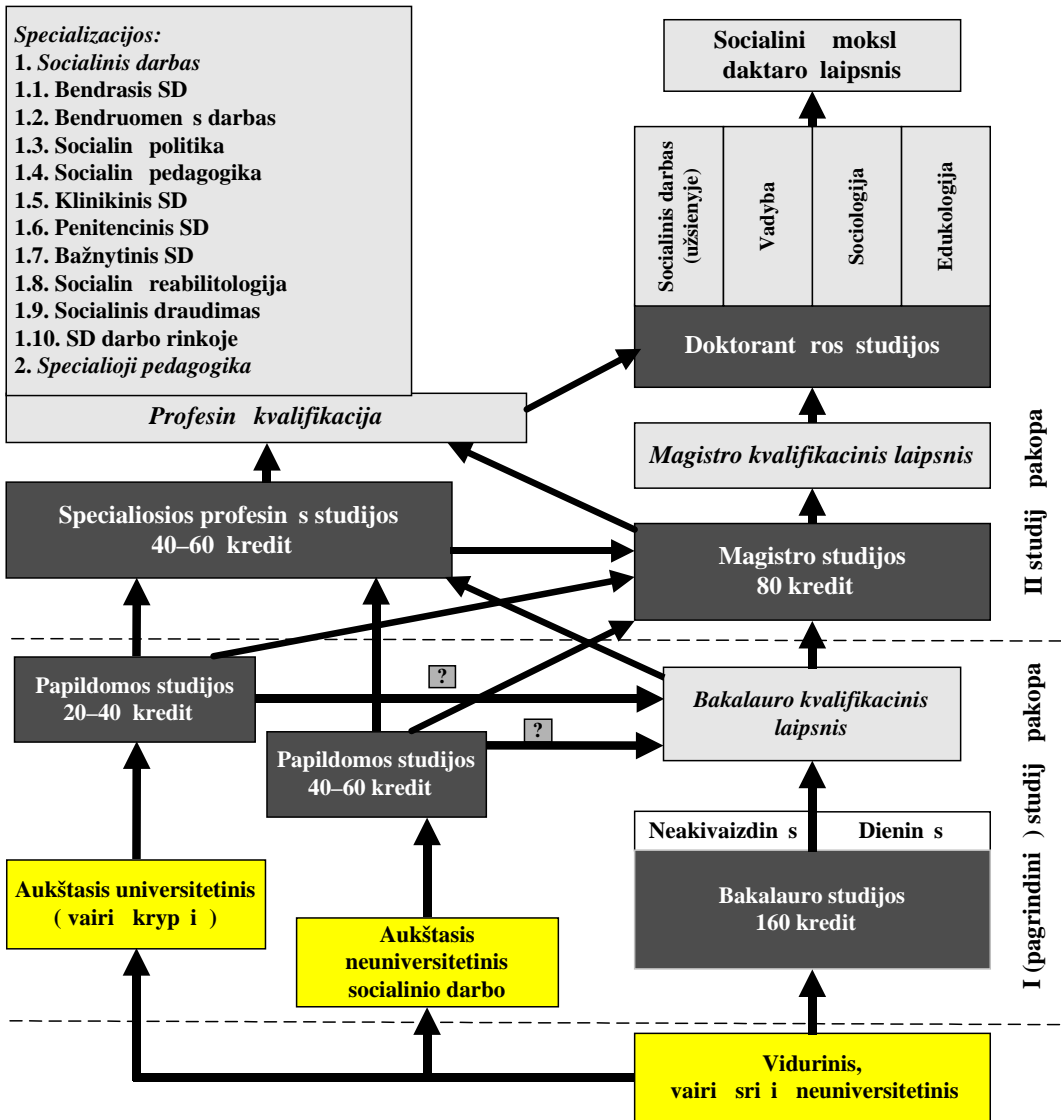 Specializacijos:
1. Socialinis darbas
1.1. Bendrasis SD
1.2. Bendruomen s darbas
1.3. Socialin politika
1.4. Socialin pedagogika
1.5. Klinikinis SD
1.6. Penitencinis SD
1.7. Bažnytinis SD
1.8. Socialin reabilitologija
1.9. Socialinis draudimas
1.10. SD darbo rinkoje
2. Specialioji pedagogika
Profesin kvalifikacija
Socialini moksl
daktaro laipsnis
Socialinis darbas
(užsienyje)
Vadyba
Sociologija
Edukologija
Doktorant ros studijos
Magistro kvalifikacinis laipsnis
Specialiosios profesin s studijos
40–60 kredit
Magistro studijos
80 kredit
II studij pakopa
Papildomos studijos
20–40 kredit
?
Bakalauro kvalifikacinis
laipsnis
?
Papildomos studijos
40–60 kredit
Neakivaizdin s
Dienin s
Bakalauro studijos
160 kredit
I (pagrindini ) studij pakopa
Aukštasis universitetinis
( vairi kryp i )
Aukštasis
neuniversitetinis
socialinio darbo
Vidurinis,
vairi sri i neuniversitetinis